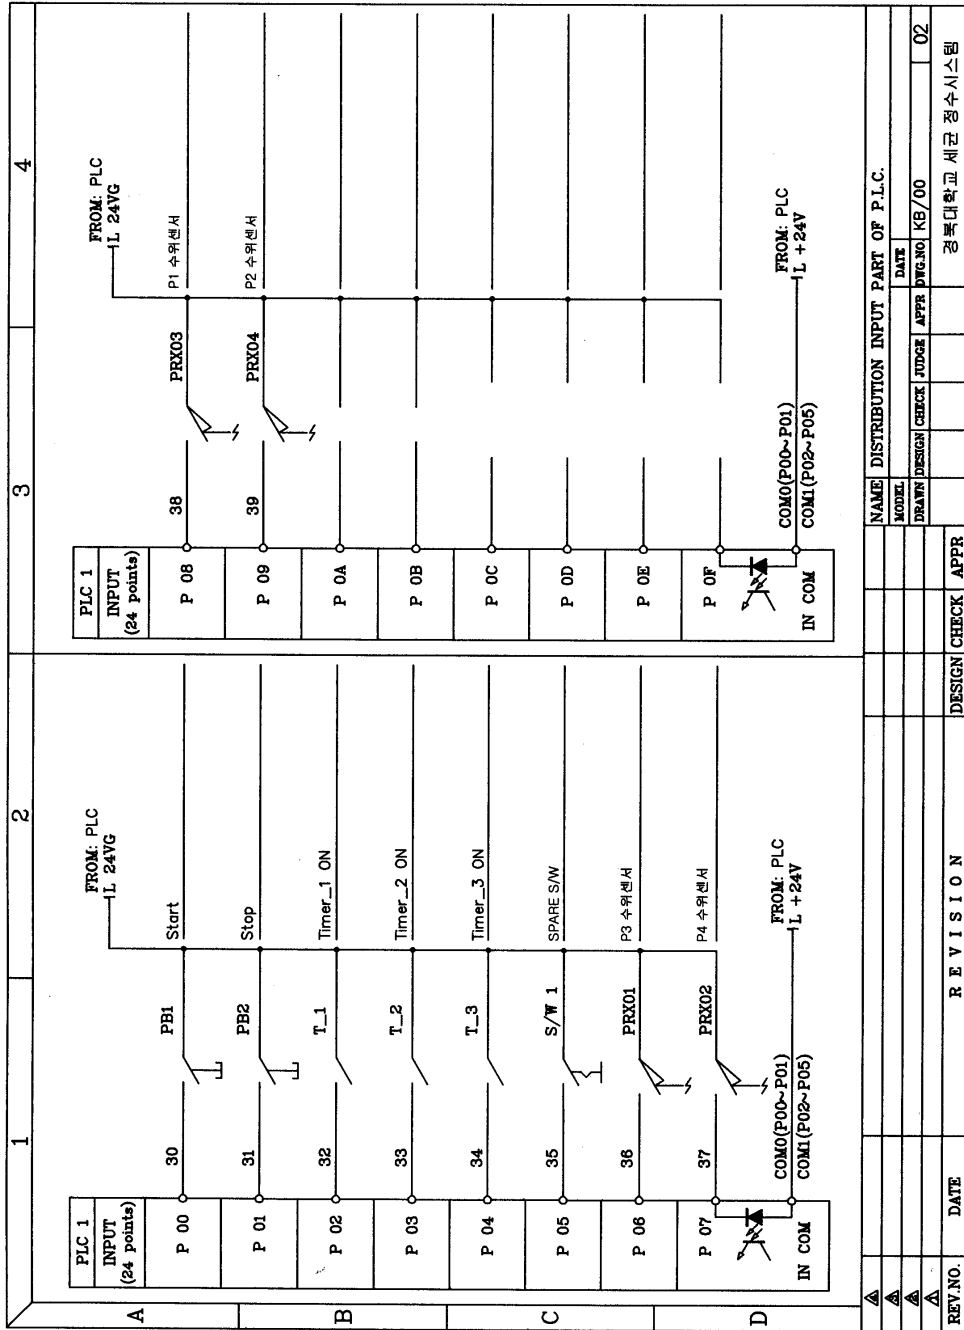 1
2
3
4
A
B
C
D
PLC 1
INPUT
(24 points)
FROM: PLC
L 24VG
P 00
30
PB1
Start
P 01
31
PB2
Stop
P 02
32
T_1
Timer_1 ON
P 03
33
T_2
Timer_2 ON
P 04
34
T_3
Timer_3 ON
P 05
35
S/W 1
SPARE S/W
P 06
36
PRX01
P3 수위센서
P 07
37
PRX02
P4 수위센서
IN COM
COM0(P00~P01)
COM1(P02~P05)
FROM: PLC
L +24V
PLC 1
INPUT
(24 points)
FROM: PLC
L 24VG
P 08
38
PRX03
P1 수위센서
P 09
39
PRX04
P2 수위센서
P 0A
P 0B
P 0C
P 0D
P 0E
P 0F
IN COM
COM0(P00~P01)
COM1(P02~P05)
FROM: PLC
L +24V
REV.NO. DATE R E V I S I O N DESIGN CHECK APPR
NAME DISTRIBUTION INPUT PART OF P.L.C.
MODEL DATE
DRAWN DESIGN CHECK JUDGE APPR DWG.NO KB/00 02
경북대학교 세균 정수시스템